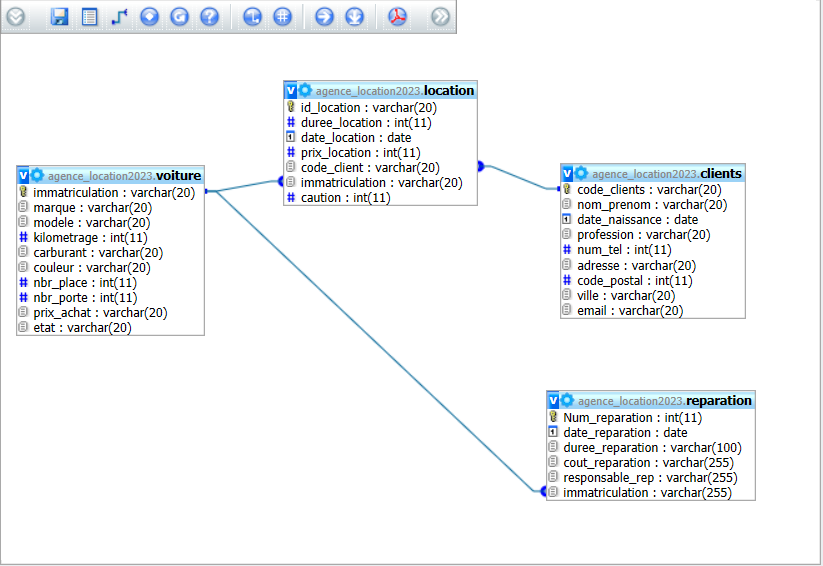 agence_location2023.location
id_location : varchar(20)
duree_location : int(11)
date_location : date
prix_location : int(11)
code_client : varchar(20)
immatriculation : varchar(20)
caution : int(11)
agence_location2023.voiture
immatriculation : varchar(20)
marque : varchar(20)
modele : varchar(20)
kilometrage : int(11)
carburant : varchar(20)
couleur : varchar(20)
nbr_place : int(11)
nbr_porte : int(11)
prix_achat : varchar(20)
etat : varchar(20)
agence_location2023.clients
code_clients : varchar(20)
nom_prenom : varchar(20)
date_naissance : date
profession : varchar(20)
num_tel : int(11)
adresse : varchar(20)
code_postal : int(11)
ville : varchar(20)
email : varchar(20)
agence_location2023.reparation
Num_reparation : int(11)
date_reparation : date
duree_reparation : varchar(100)
cout_reparation : varchar(255)
responsable_rep : varchar(255)
immatriculation : varchar(255)